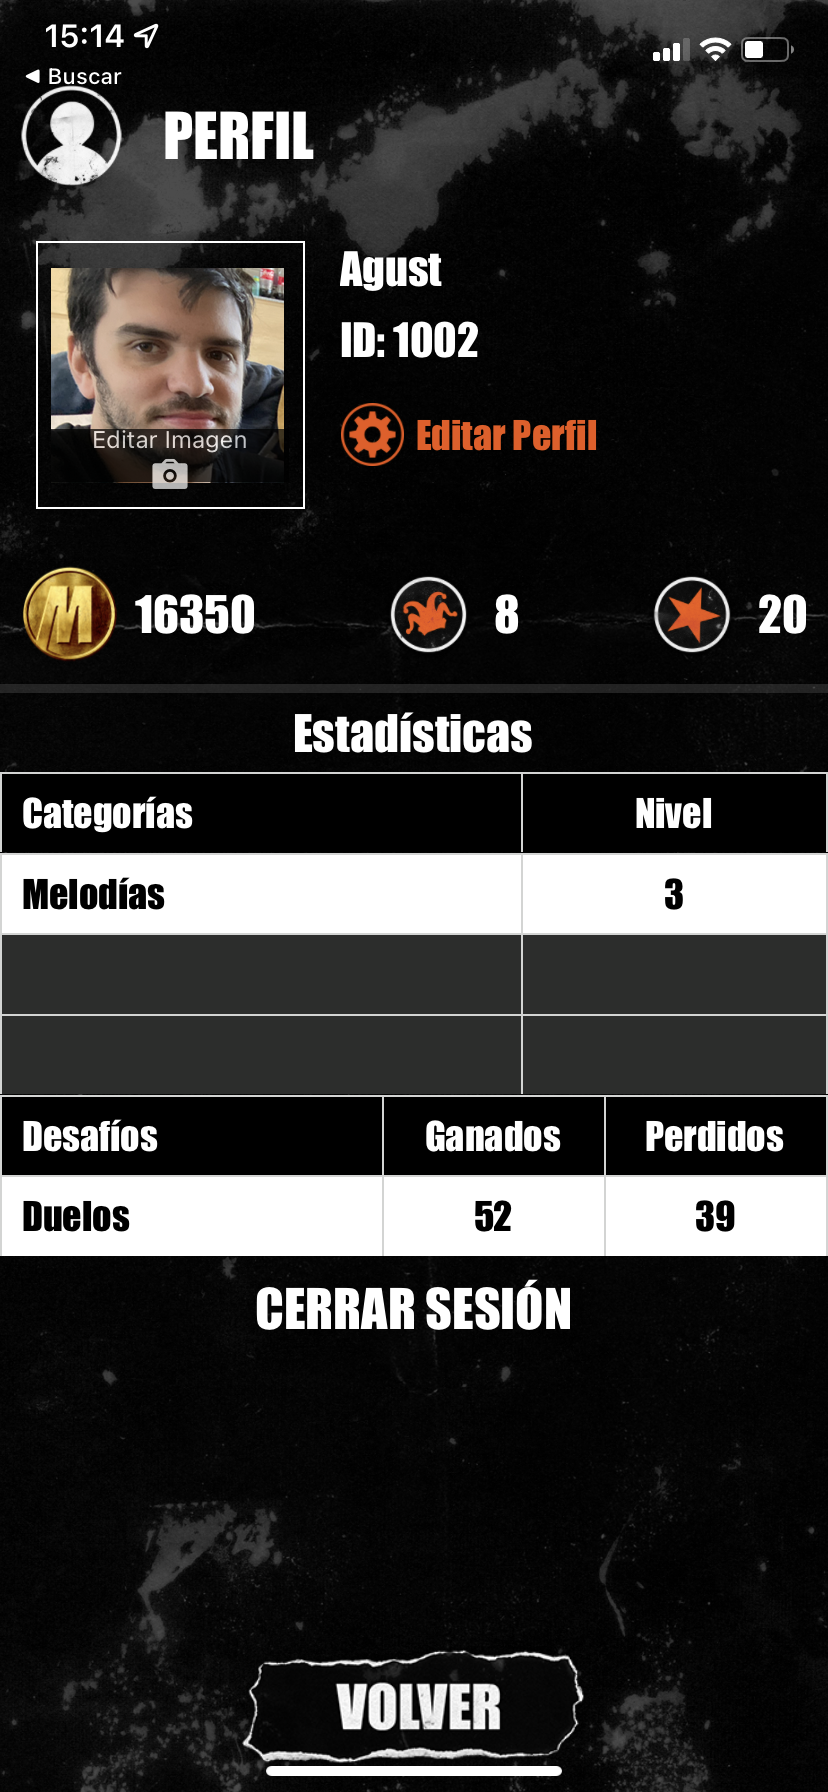 15:14
◀ Buscar
PERFIL
Agust
ID: 1002
Editar Imagen
Editar Perfil
M 16350 8 20
Estadísticas
Categorías Nivel
Melodías 3
Desafíos Ganados Perdidos
Duelos 52 39
CERRAR SESIÓN
VOLVER